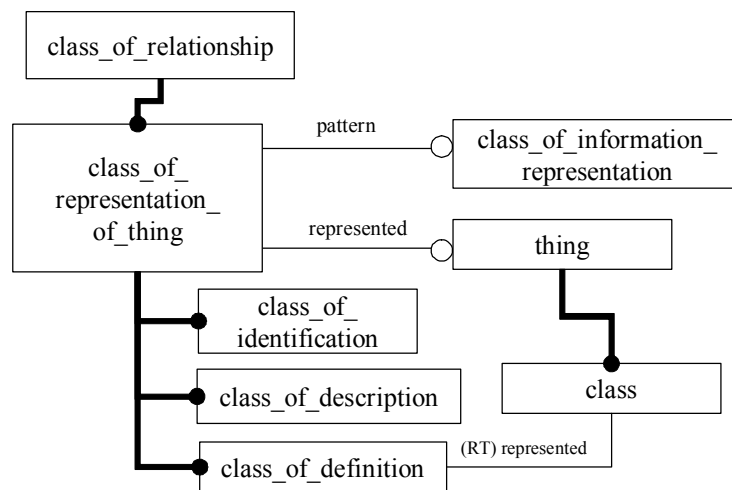 class_of_relationship
pattern
class_of_
representation_
of_thing
class_of_information_
representation
represented
thing
class_of_
identification
class
class_of_description
(RT) represented
class_of_definition